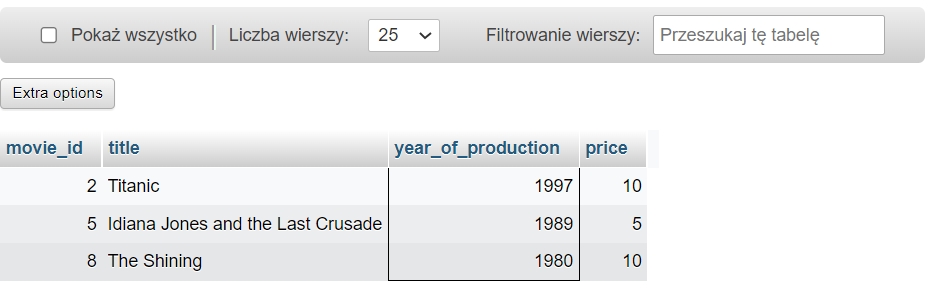 Pokaż wszystko Liczba wierszy: 25 Filtrowanie wierszy: Przeszukaj tę tabelę
Extra options
movie_id title year_of_production price
2 Titanic 1997 10
5 Idiana Jones and the Last Crusade 1989 5
8 The Shining 1980 10